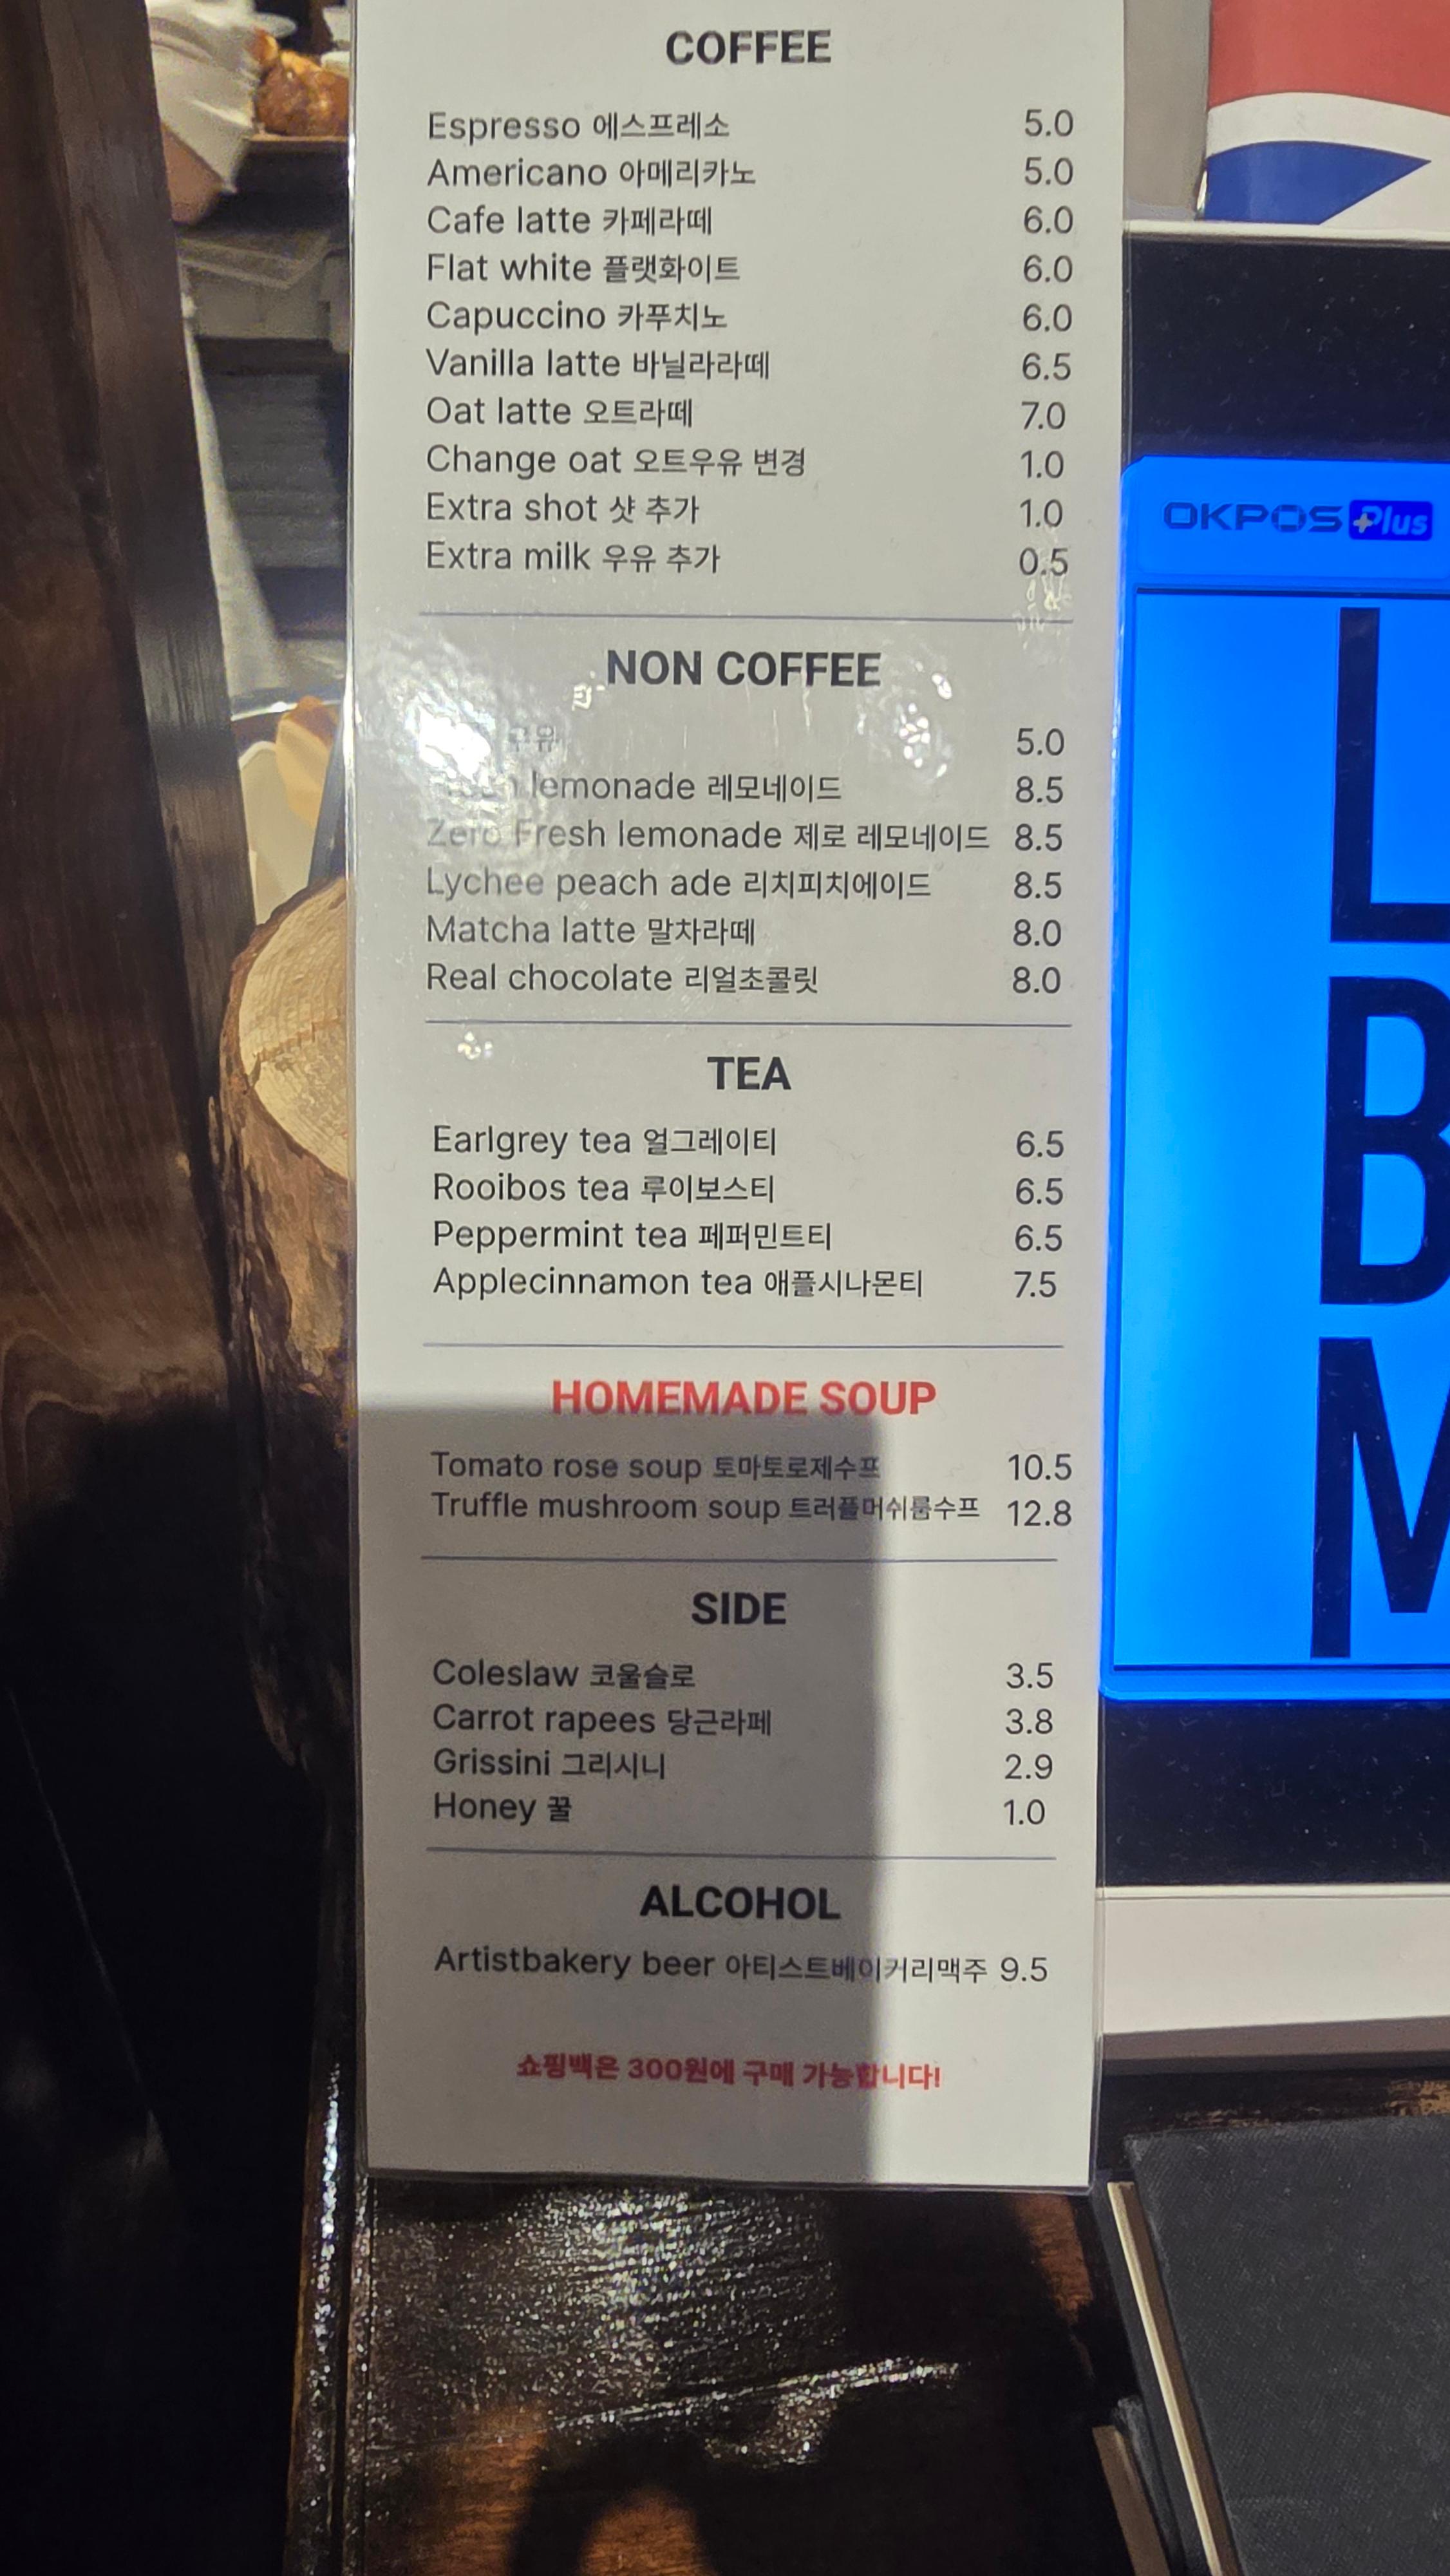 COFFEE
Espresso 에스프레소 5.0
Americano 아메리카노 5.0
Cafe latte 카페라떼 6.0
Flat white 플랫화이트 6.0
Capuccino 카푸치노 6.0
Vanilla latte 바닐라라떼 6.5
Oat latte 오트라떼 7.0
Change oat 오트우유 변경 1.0
Extra shot 샷 추가 1.0
Extra milk 우유 추가 0.5
NON COFFEE
우유 5.0
lemonade 레모네이드 8.5
Zero Fresh lemonade 제로 레모네이드 8.5
Lychee peach ade 리치피치에이드 8.5
Matcha latte 말차라떼 8.0
Real chocolate 리얼초콜릿 8.0
TEA
Earlgrey tea 얼그레이티 6.5
Rooibos tea 루이보스티 6.5
Peppermint tea 페퍼민트티 6.5
Applecinnamon tea 애플시나몬티 7.5
HOMEMADE SOUP
Tomato rose soup 토마토로제수프 10.5
Truffle mushroom soup 트러플머쉬룸수프 12.8
SIDE
Coleslaw 코울슬로 3.5
Carrot rapees 당근라페 3.8
Grissini 그리시니 2.9
Honey 꿀 1.0
ALCOHOL
Artistbakery beer 아티스트베이커리맥주 9.5
쇼핑백은 300원에 구매 가능합니다!
OKPOS Plus
L
B
M